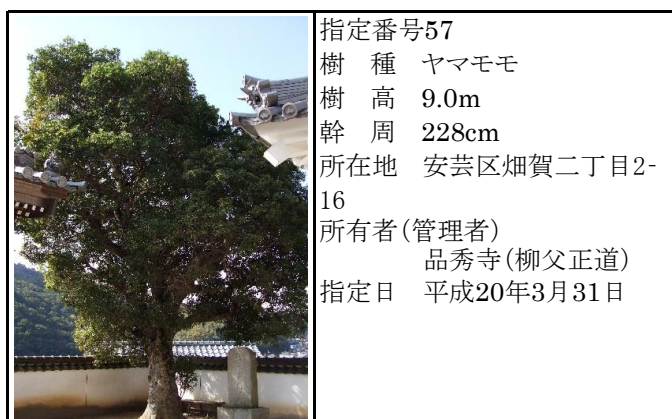 指定番号57
樹　種　ヤマモモ
樹　高　9.0m
幹　周　228cm
所在地　安芸区畑賀二丁目2-
16
所有者(管理者)
品秀寺(柳父正道)
指定日　平成20年3月31日